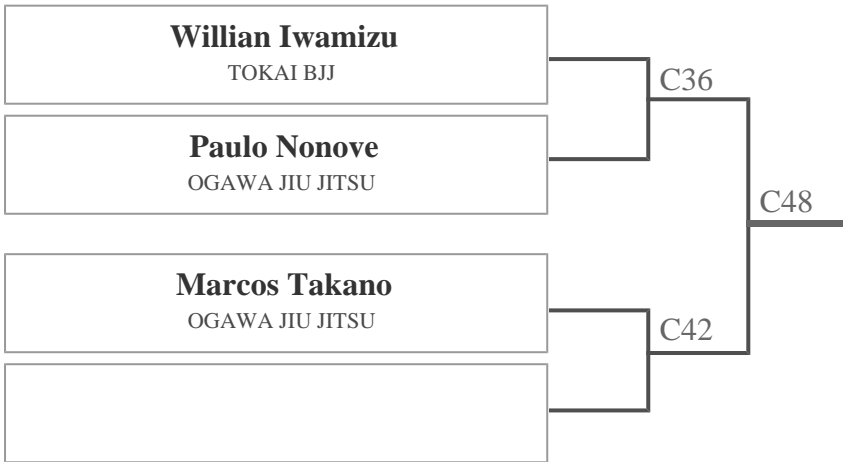 Willian Iwamizu
TOKAI BJJ
C36
Paulo Nonove
OGAWA JIU JITSU
C48
Marcos Takano
OGAWA JIU JITSU
C42